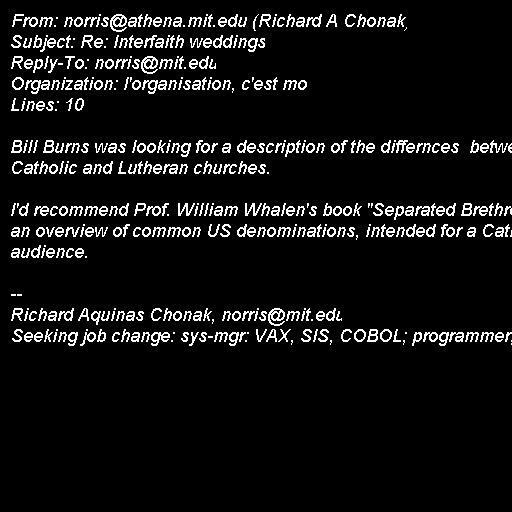 From: norris@athena.mit.edu (Richard A Chonak)
Subject: Re: Interfaith weddings
Reply-To: norris@mit.edu
Organization: l'organisation, c'est mo
Lines: 10

Bill Burns was looking for a description of the differnces
Catholic and Lutheran churches.

I'd recommend Prof. William Whalen's book "Separated
an overview of common US denominations, intended for a
audience.

--
Richard Aquinas Chonak, norris@mit.edu
Seeking job change: sys-mgr: VAX, SIS, COBOL; programmer,